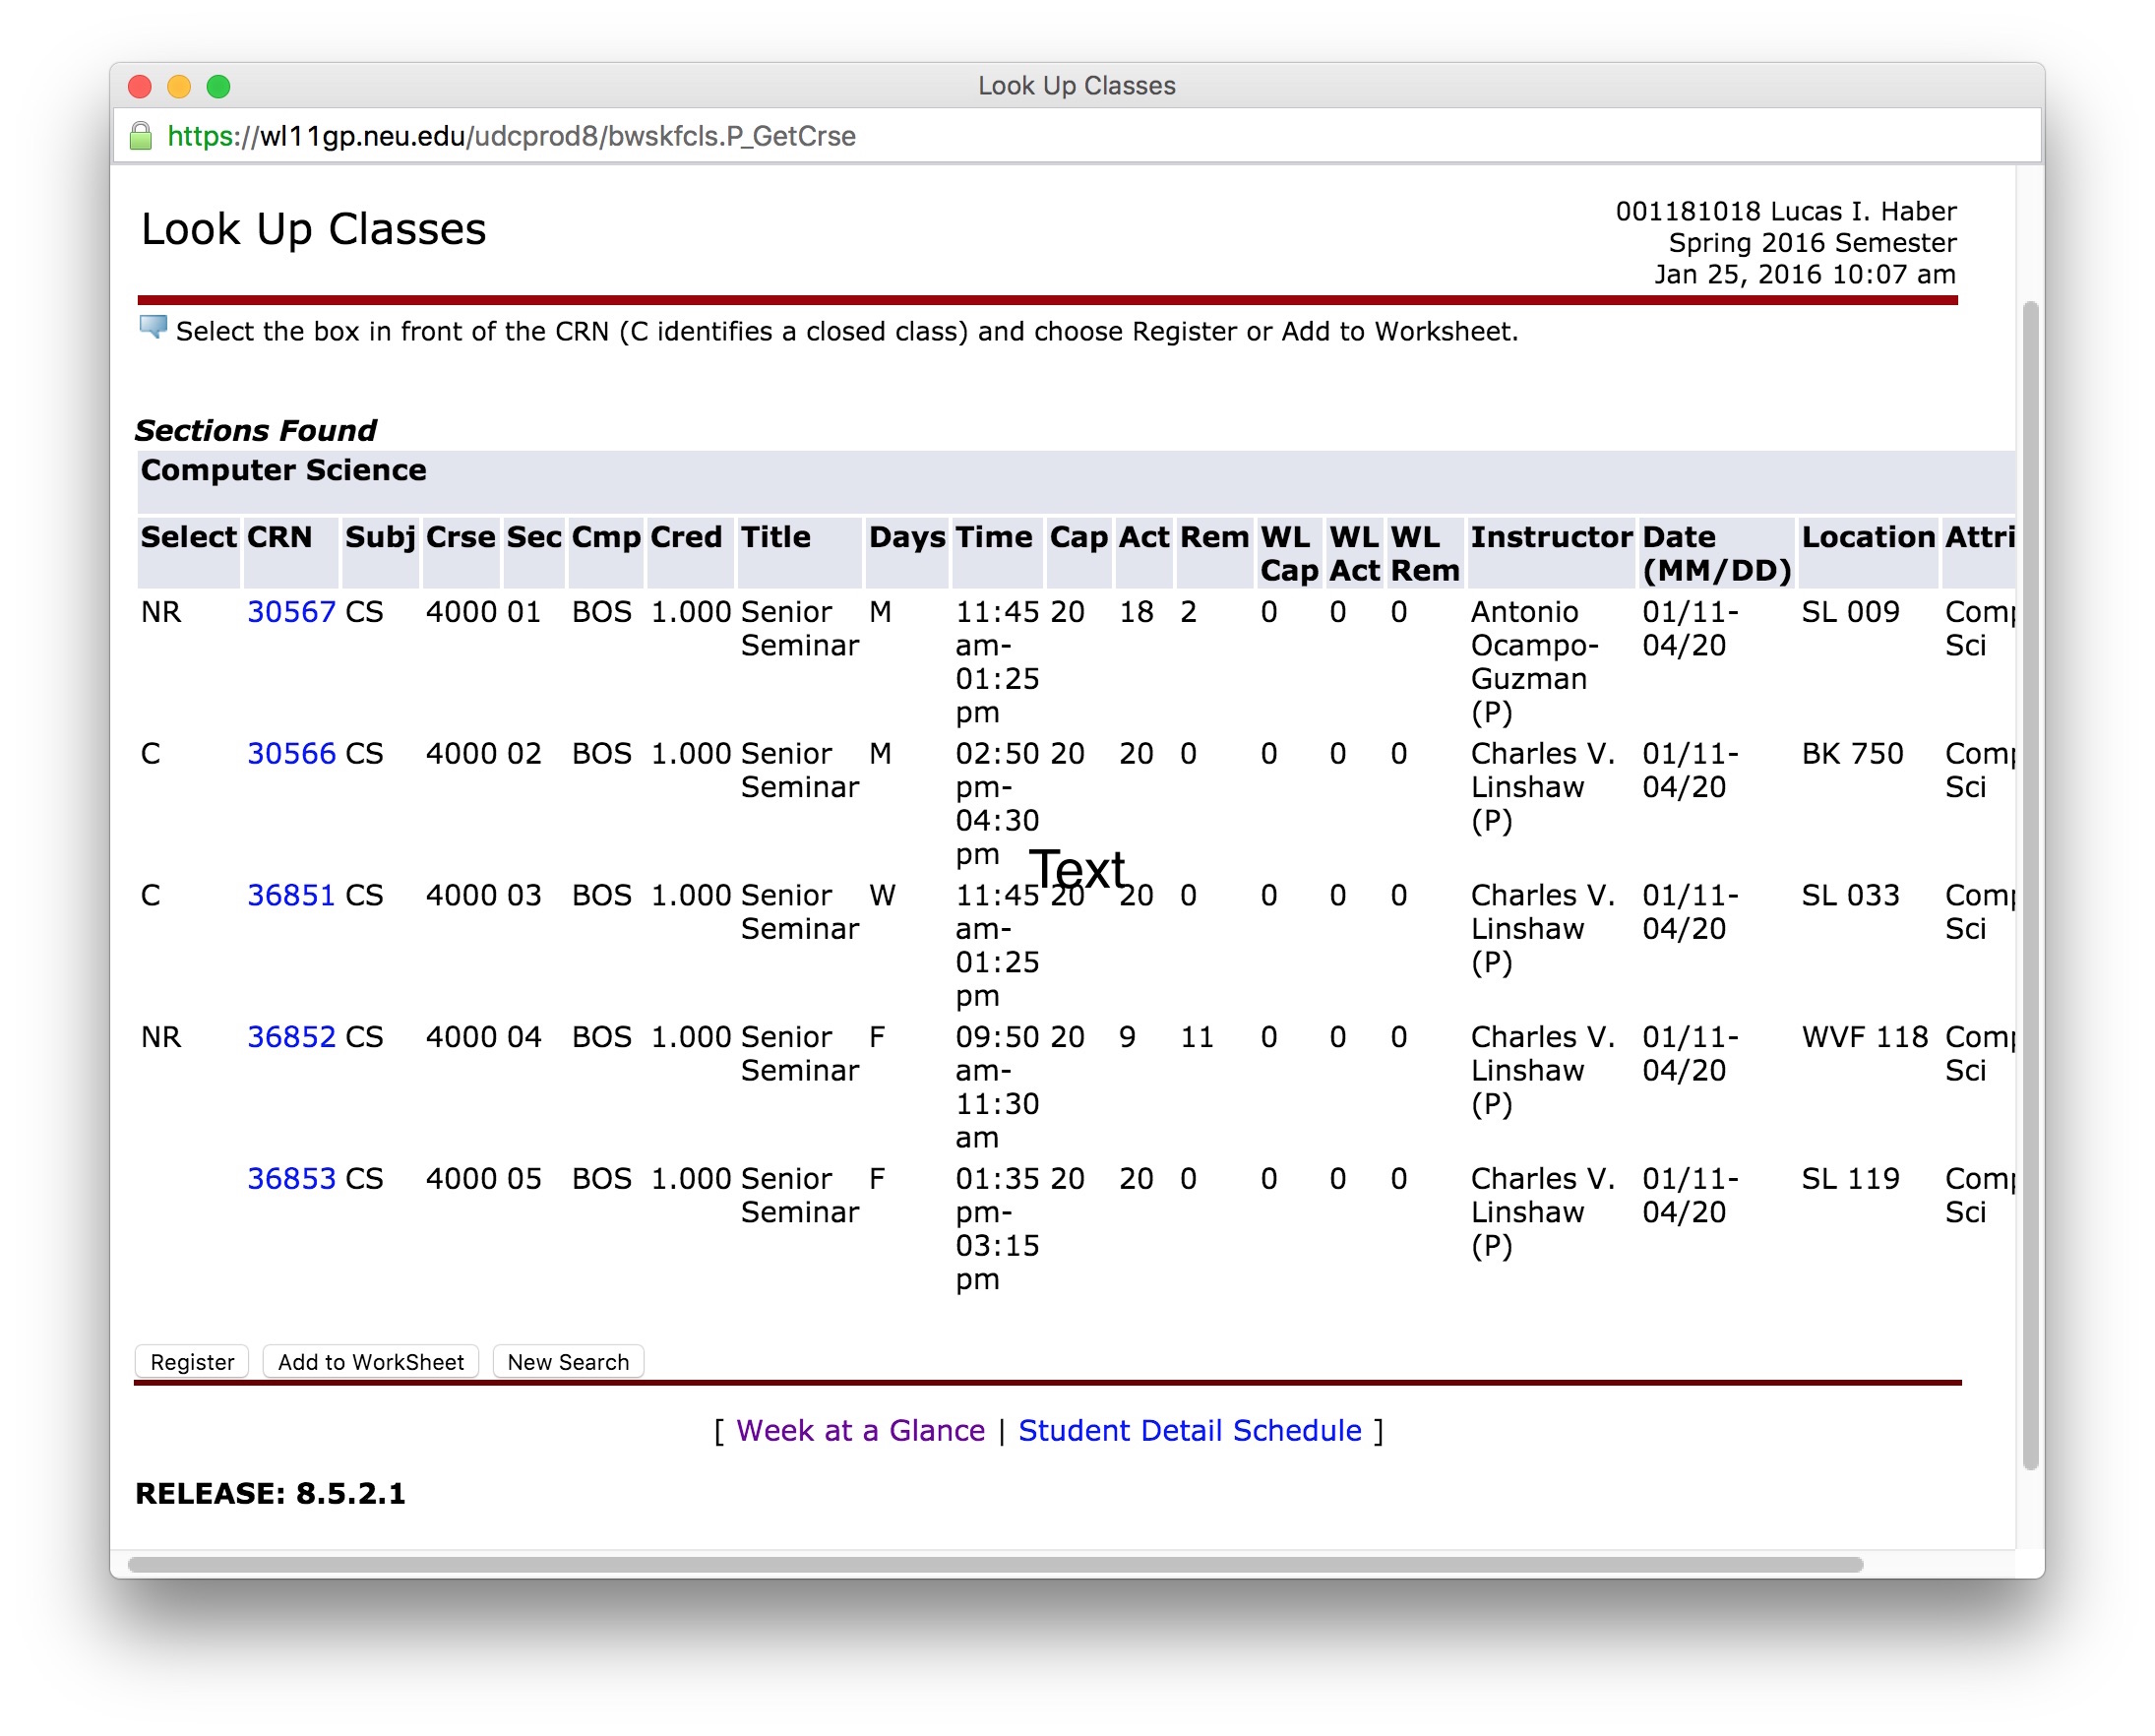 Look Up Classes
https://wl11gp.neu.edu/udcprod8/bwskfcls.P_GetCrse
Look Up Classes
001181018 Lucas I. Haber
Spring 2016 Semester
Jan 25, 2016 10:07 am
Select the box in front of the CRN (C identifies a closed class) and choose Register or Add to Worksheet.
Sections Found
Computer Science
Select CRN Subj Crse Sec Cmp Cred Title Days Time Cap Act Rem WL WL WL Instructor Date Location Attri
Cap Act Rem (MM/DD)
NR 30567 CS 4000 01 BOS 1.000 Senior M 11:45 20 18 2 0 0 0 Antonio 01/11- SL 009 Comp
Seminar am- Ocampo- 04/20 Sci
01:25 Guzman
pm (P)
C 30566 CS 4000 02 BOS 1.000 Senior M 02:50 20 20 0 0 0 0 Charles V. 01/11- BK 750 Comp
Seminar pm- Linshaw 04/20 Sci
04:30 (P)
pm
Text
C 36851 CS 4000 03 BOS 1.000 Senior W 11:45 20 20 0 0 0 0 Charles V. 01/11- SL 033 Comp
Seminar am- Linshaw 04/20 Sci
01:25 (P)
pm
NR 36852 CS 4000 04 BOS 1.000 Senior F 09:50 20 9 11 0 0 0 Charles V. 01/11- WVF 118 Comp
Seminar am- Linshaw 04/20 Sci
11:30 (P)
am
36853 CS 4000 05 BOS 1.000 Senior F 01:35 20 20 0 0 0 0 Charles V. 01/11- SL 119 Comp
Seminar pm- Linshaw 04/20 Sci
03:15 (P)
pm
Register Add to WorkSheet New Search
[ Week at a Glance | Student Detail Schedule ]
RELEASE: 8.5.2.1